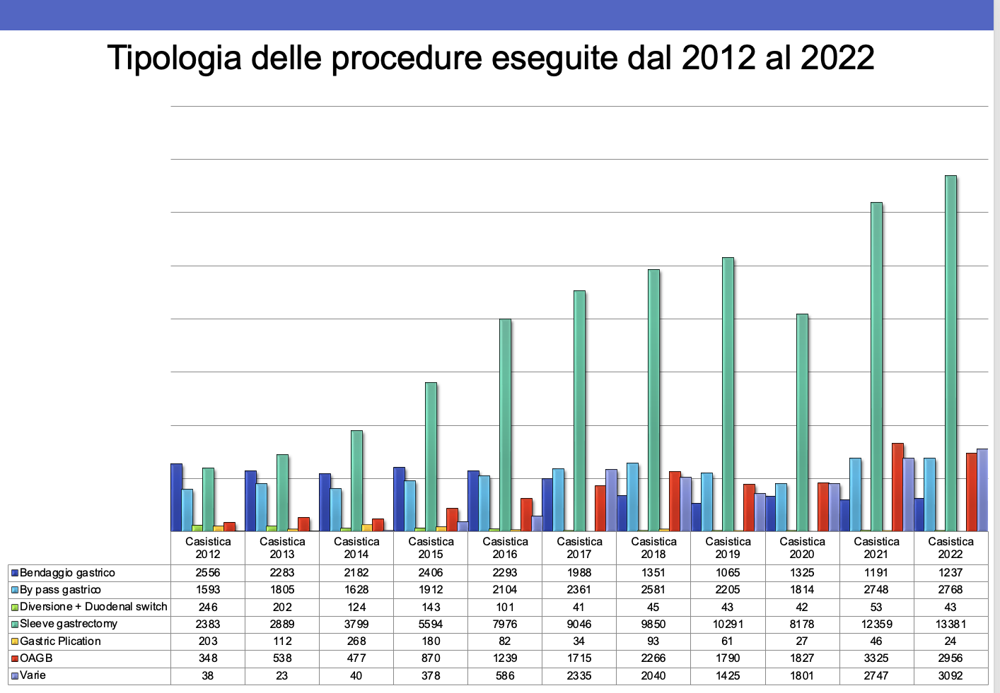 Tipologia delle procedure eseguite dal 2012 al 2022
Casistica 2012 Casistica 2013 Casistica 2014 Casistica 2015 Casistica 2016 Casistica 2017 Casistica 2018 Casistica 2019 Casistica 2020 Casistica 2021 Casistica 2022
Bendaggio gastrico 2556 2283 2182 2406 2293 1988 1351 1065 1325 1191 1237
By pass gastrico 1593 1805 1628 1912 2104 2361 2581 2205 1814 2748 2768
Diversione + Duodenal switch 246 202 124 143 101 41 45 43 42 53 43
Sleeve gastrectomy 2383 2889 3799 5594 7976 9046 9850 10291 8178 12359 13381
Gastric Plication 203 112 268 180 82 34 93 61 27 46 24
OAGB 348 538 477 870 1239 1715 2266 1790 1827 3325 2956
Varie 38 23 40 378 586 2335 2040 1425 1801 2747 3092